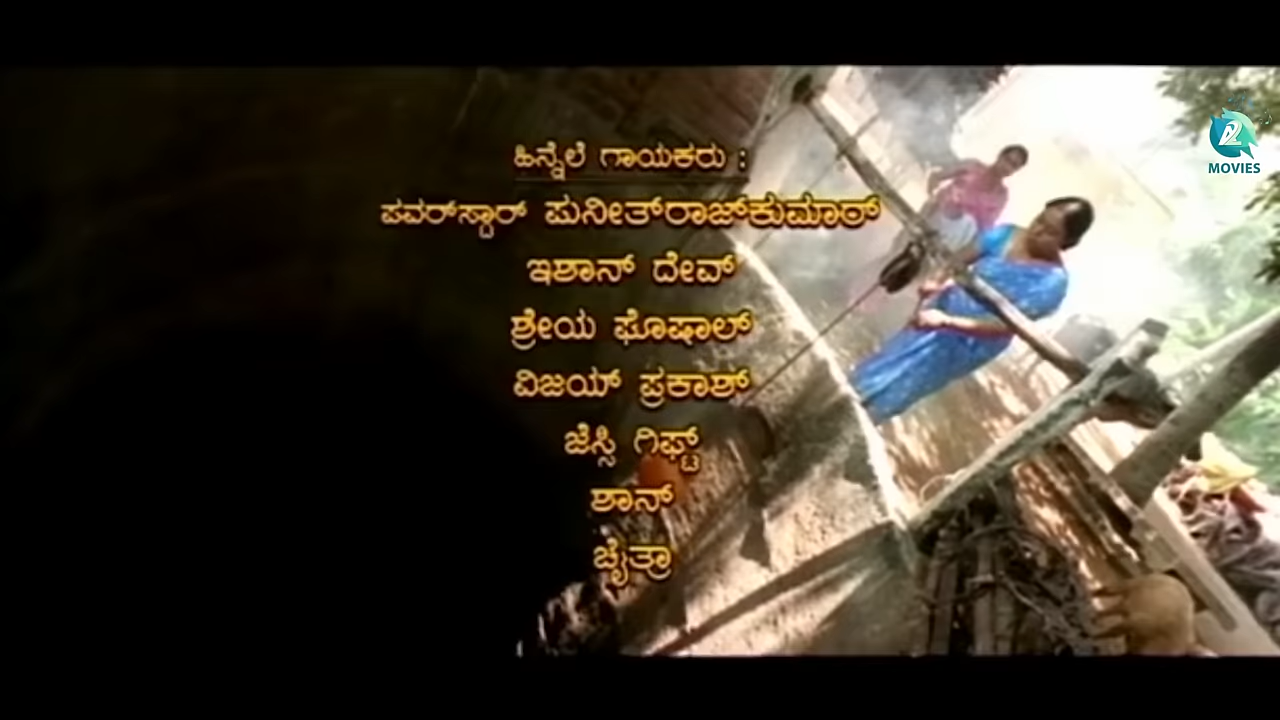 ಹಿನ್ನೆಲೆ ಗಾಯಕರು :
ಪವರ್‌ಸ್ಟಾರ್ ಪುನೀತ್‌ರಾಜ್‌ಕುಮಾರ್
ಇಶಾನ್ ದೇವ್
ಶ್ರೇಯ ಘೊಷಾಲ್
ವಿಜಯ್ ಪ್ರಕಾಶ್
ಜೆಸ್ಸಿ ಗಿಫ್ಟ್
ಶಾನ್
ಚೈತ್ರಾ
MOVIES